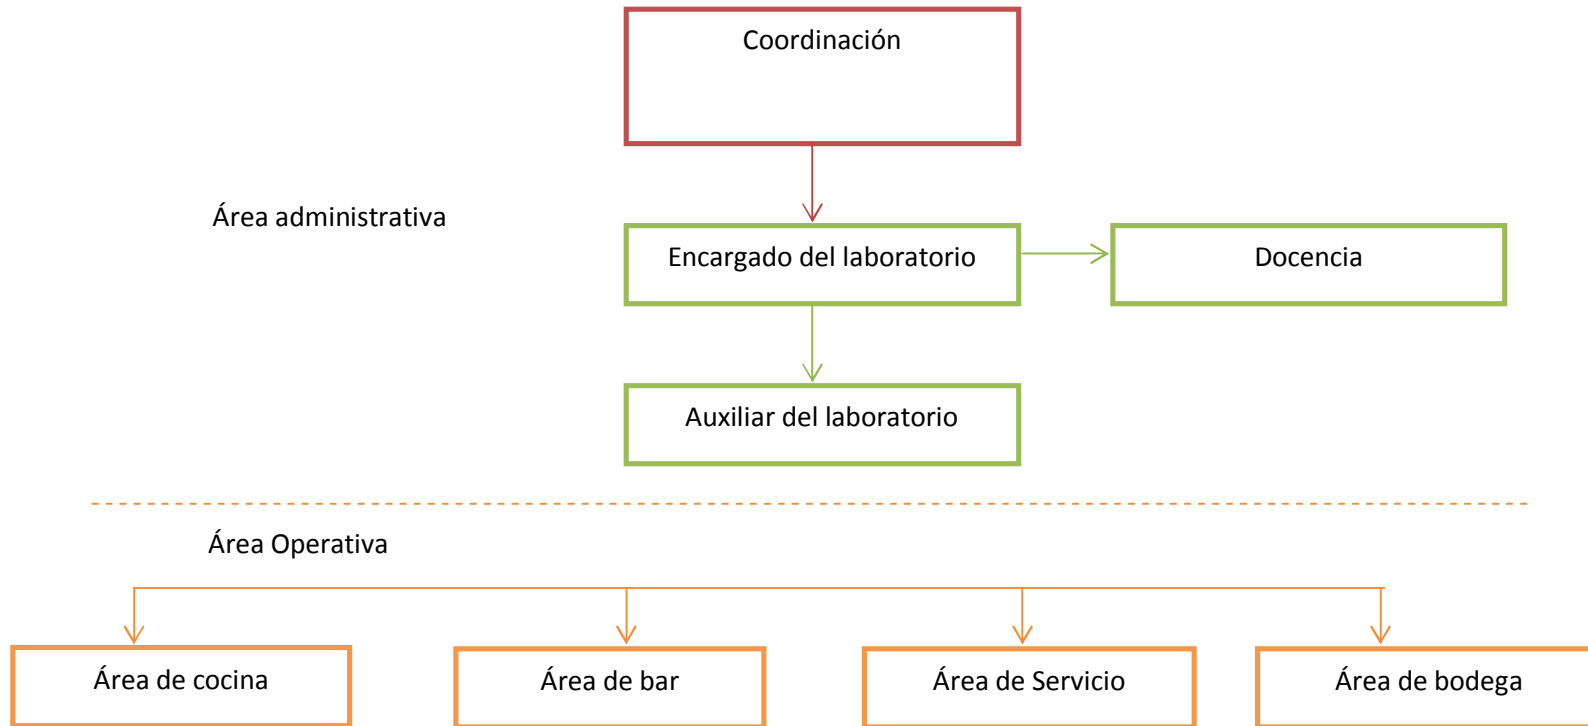 Coordinación
Área administrativa
Encargado del laboratorio
Docencia
Auxiliar del laboratorio
Área Operativa
Área de cocina
Área de bar
Área de Servicio
Área de bodega